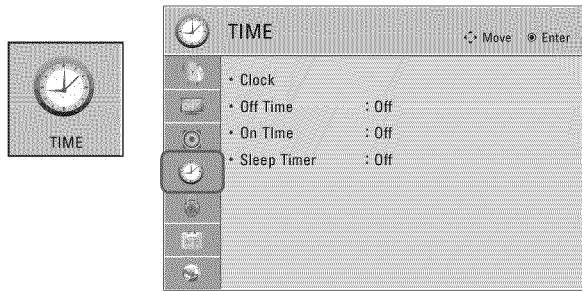 TIME
TIME
Move Enter
• Clock
• Off Time : Off
• On TIme : Off
• Sleep Timer : Off